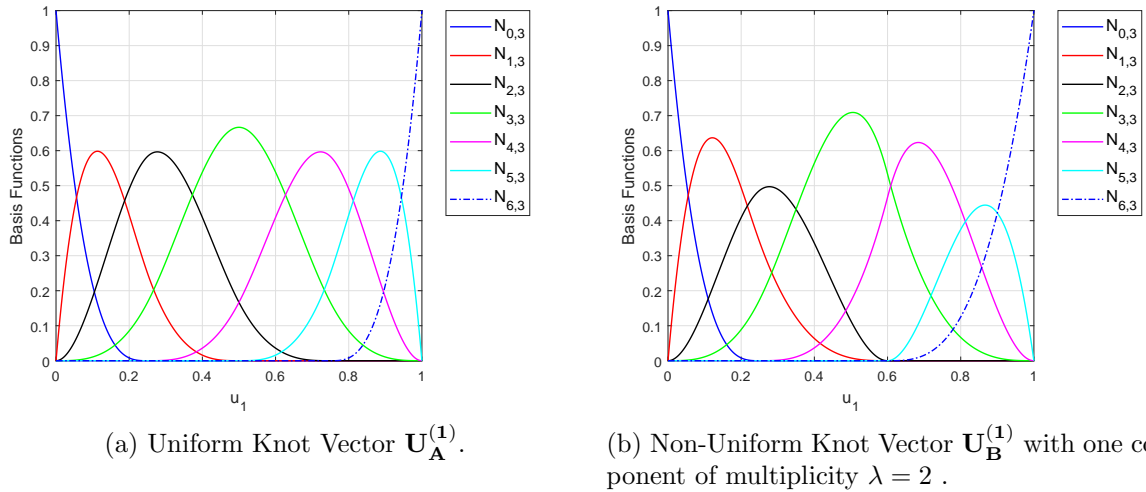 1
0.9
0.8
0.7
0.6
0.5
0.4
0.3
0.2
0.1
0
Basis Functions
0 0.2 0.4 0.6 0.8 1
u1
N0,3
N1,3
N2,3
N3,3
N4,3
N5,3
N6,3
(a) Uniform Knot Vector U_A^(1).
1
0.9
0.8
0.7
0.6
0.5
0.4
0.3
0.2
0.1
0
Basis Functions
0 0.2 0.4 0.6 0.8 1
u1
N0,3
N1,3
N2,3
N3,3
N4,3
N5,3
N6,3
(b) Non-Uniform Knot Vector U_B^(1) with one co
ponent of multiplicity λ = 2 .